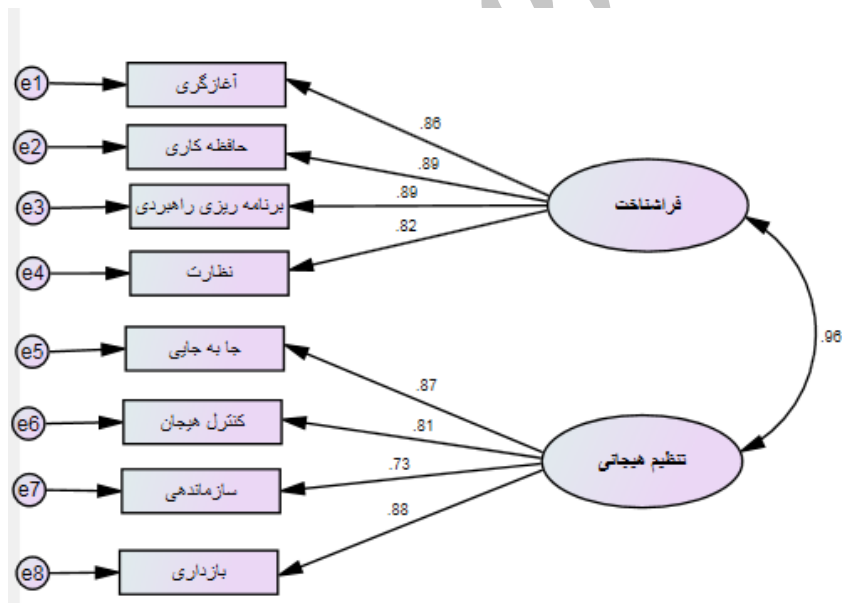 e1
آغازگری
.86
e2
حافظه کاری
.89
e3
برنامه ریزی راهبردی
.89
فراشناخت
e4
نظارت
.82
.96
e5
جا به جایی
.87
e6
کنترل هیجان
.81
تنظیم هیجانی
e7
سازماندهی
.73
e8
بازداری
.88